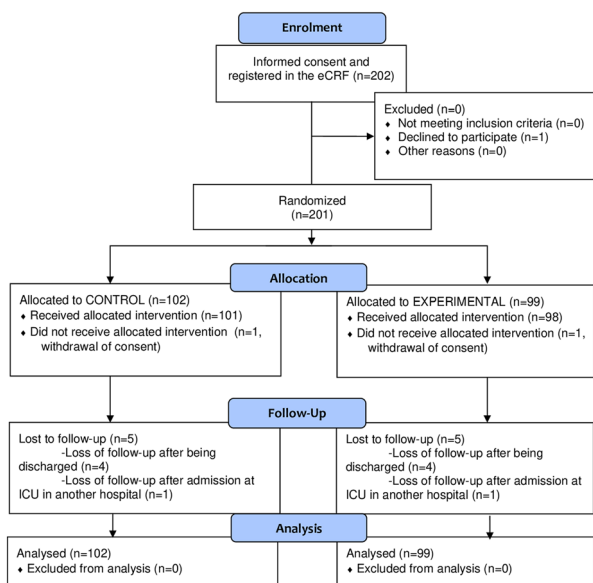 Enrolment
Informed consent and
registered in the eCRF (n=202)
Excluded (n=0)
♦ Not meeting inclusion criteria (n=0)
♦ Declined to participate (n=1)
♦ Other reasons (n=0)
Randomized
(n=201)
Allocation
Allocated to CONTROL (n=102)
♦ Received allocated intervention (n=101)
♦ Did not receive allocated intervention (n=1,
withdrawal of consent)
Allocated to EXPERIMENTAL (n=99)
♦ Received allocated intervention (n=98)
♦ Did not receive allocated intervention (n=1,
withdrawal of consent)
Follow-Up
Lost to follow-up (n=5)
-Loss of follow-up after being
discharged (n=4)
-Loss of follow-up after admission at
ICU in another hospital (n=1)
Lost to follow-up (n=5)
-Loss of follow-up after being
discharged (n=4)
-Loss of follow-up after admission at
ICU in another hospital (n=1)
Analysis
Analysed (n=102)
♦ Excluded from analysis (n=0)
Analysed (n=99)
♦ Excluded from analysis (n=0)